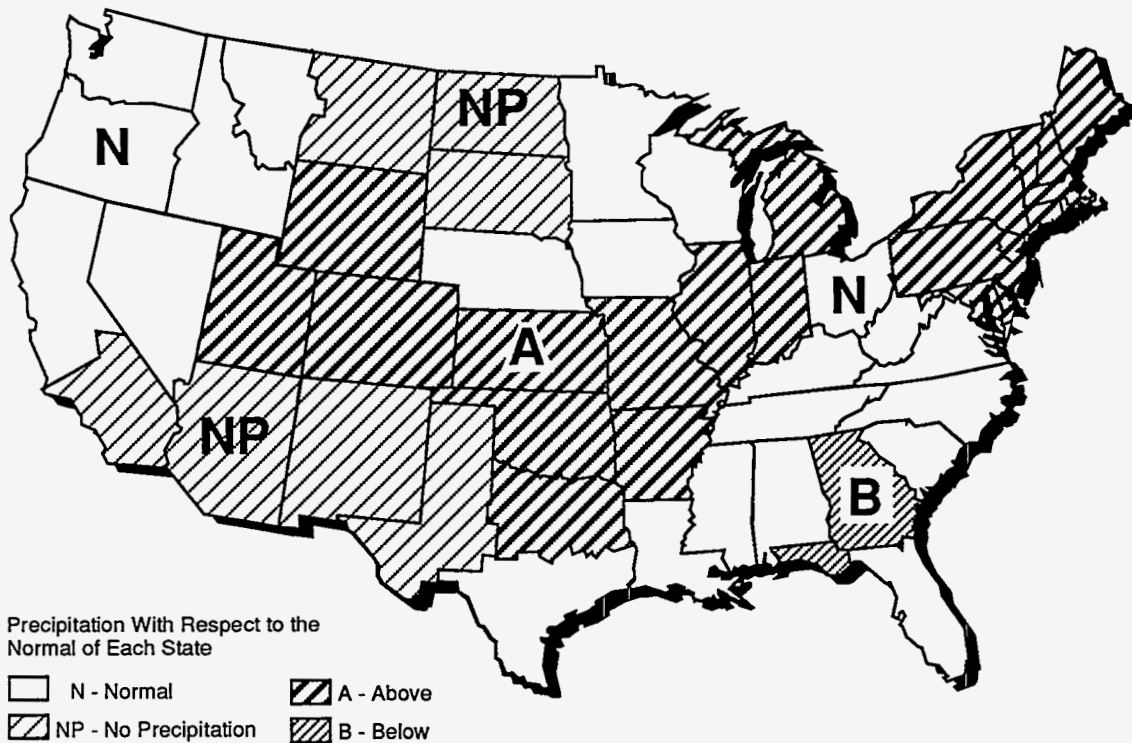 NP
N
N
A
NP
B
Precipitation With Respect to the
Normal of Each State
N - Normal
A - Above
NP - No Precipitation
B - Below